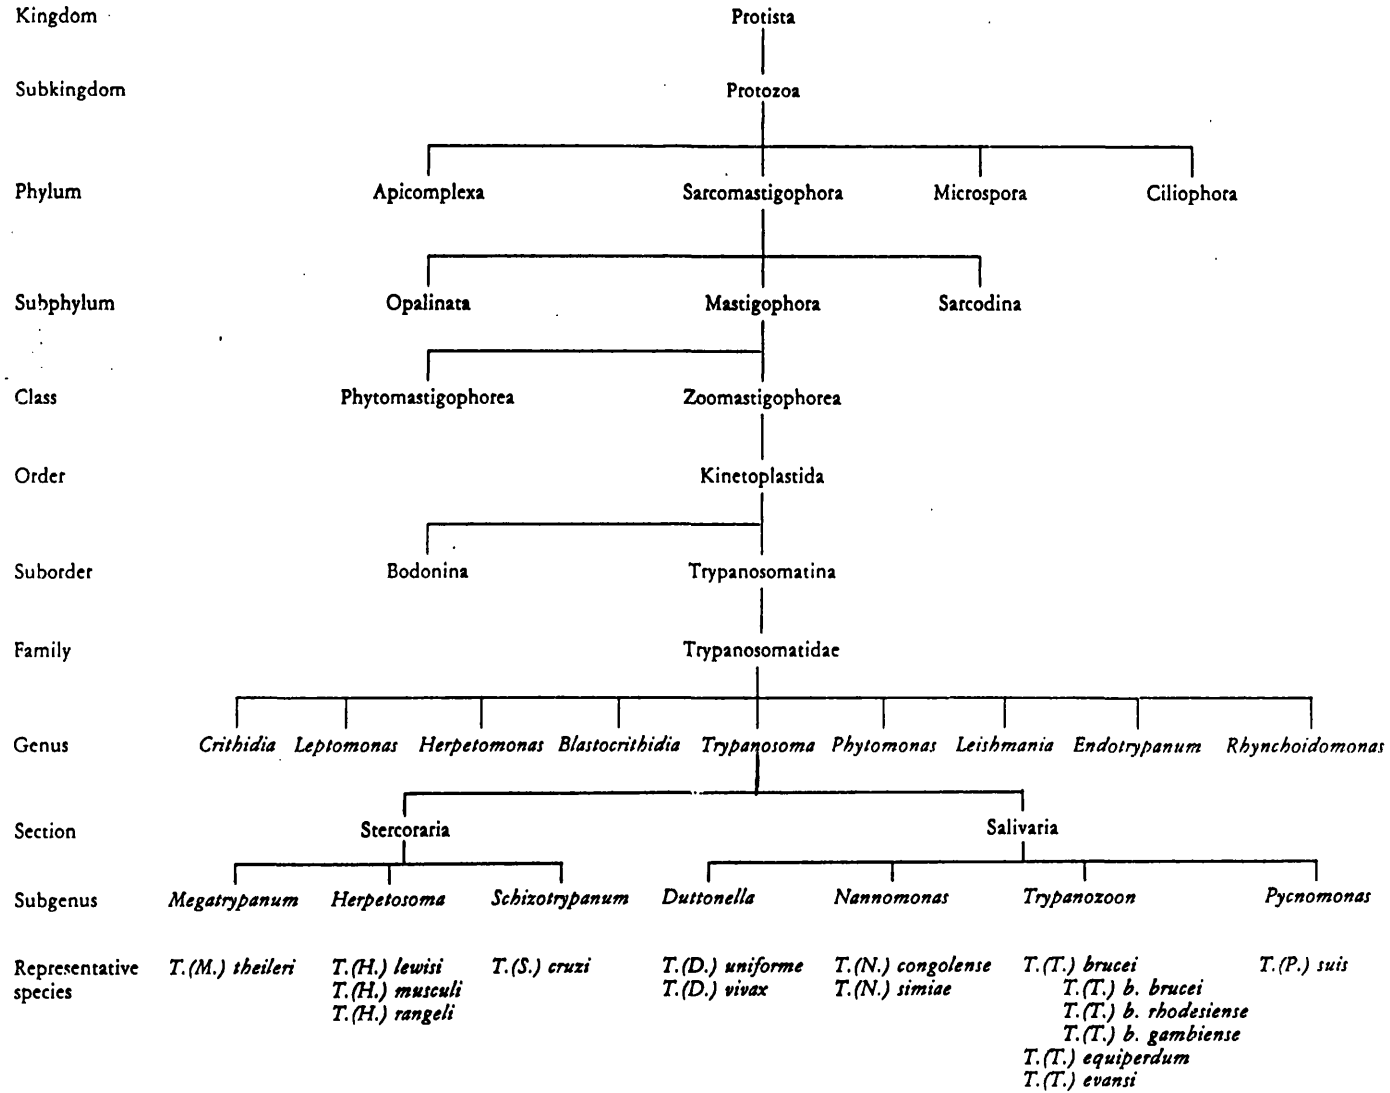 Kingdom Protista
Subkingdom Protozoa
Phylum Apicomplexa Sarcomastigophora Microspora Ciliophora
Subphylum Opalinata Mastigophora Sarcodina
Class Phytomastigophorea Zoomastigophorea
Order Kinetoplastida
Suborder Bodonina Trypanosomatina
Family Trypanosomatidae
Genus Crithidia Leptomonas Herpetomonas Blastocrithidia Trypanosoma Phytomonas Leishmania Endotrypanum Rhynchoidomonas
Section Stercoraria Salivaria
Subgenus Megatrypanum Herpetosoma Schizotrypanum Duttonella Nannomonas Trypanozoon Pycnomonas
Representative T.(M.) theileri T.(H.) lewisi T.(S.) cruzi T.(D.) uniforme T.(N.) congolense T.(T.) brucei T.(P.) suis
species T.(H.) musculi T.(D.) vivax T.(N.) simiae T.(T.) b. brucei
T.(H.) rangeli T.(T.) b. rhodesiense
T.(T.) b. gambiense
T.(T.) equiperdum
T.(T.) evansi